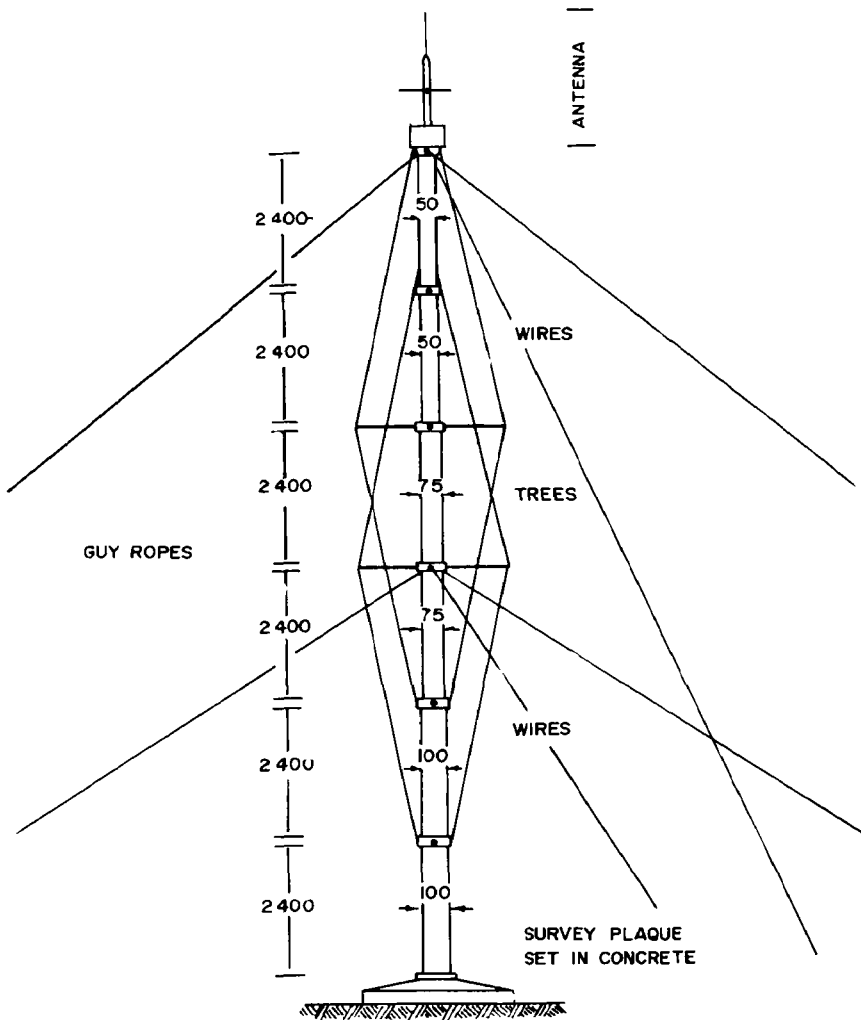 ANTENNA
50
2400
WIRES
50
2400
75
TREES
2400
GUY ROPES
75
2400
WIRES
100
2400
100
2400
SURVEY PLAQUE
SET IN CONCRETE